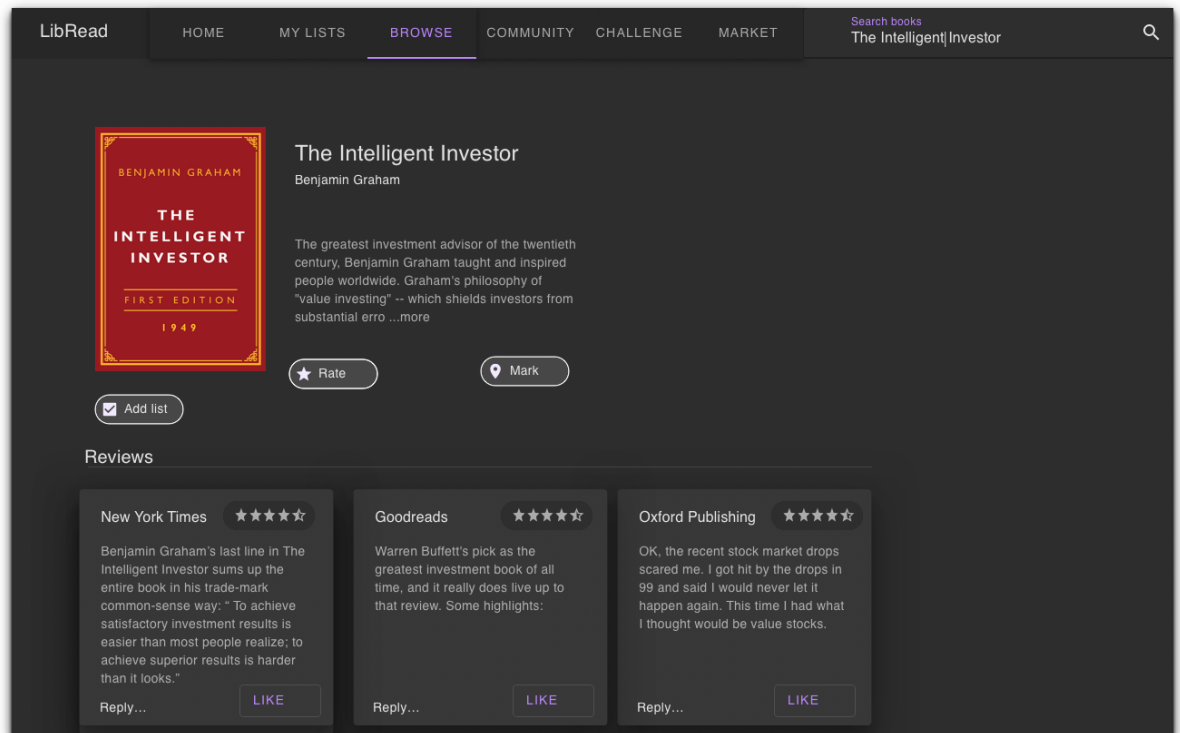 LibRead
HOME
MY LISTS
BROWSE
COMMUNITY
CHALLENGE
MARKET
Search books
The Intelligent Investor
BENJAMIN GRAHAM
THE
INTELLIGENT
INVESTOR
FIRST EDITION
1949
The Intelligent Investor
Benjamin Graham
The greatest investment advisor of the twentieth
century, Benjamin Graham taught and inspired
people worldwide. Graham's philosophy of
"value investing" -- which shields investors from
substantial erro ...more
Rate
Mark
Add list
Reviews
New York Times
Benjamin Graham's last line in The
Intelligent Investor sums up the
entire book in his trade-mark
common-sense way: “ To achieve
satisfactory investment results is
easier than most people realize; to
achieve superior results is harder
than it looks.”
Reply...
LIKE
Goodreads
Warren Buffett's pick as the
greatest investment book of all
time, and it really does live up to
that review. Some highlights:
Reply...
LIKE
Oxford Publishing
OK, the recent stock market drops
scared me. I got hit by the drops in
99 and said I would never let it
happen again. This time I had what
I thought would be value stocks.
Reply...
LIKE